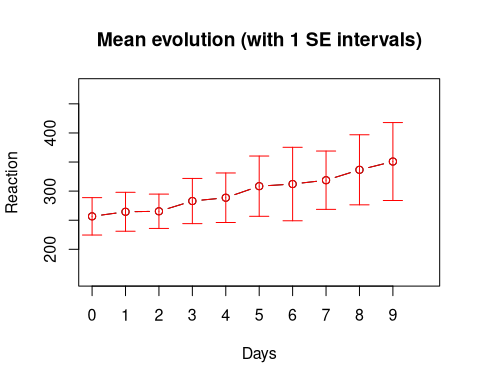 Mean evolution (with 1 SE intervals)
Reaction
400
300
200
0 1 2 3 4 5 6 7 8 9
Days